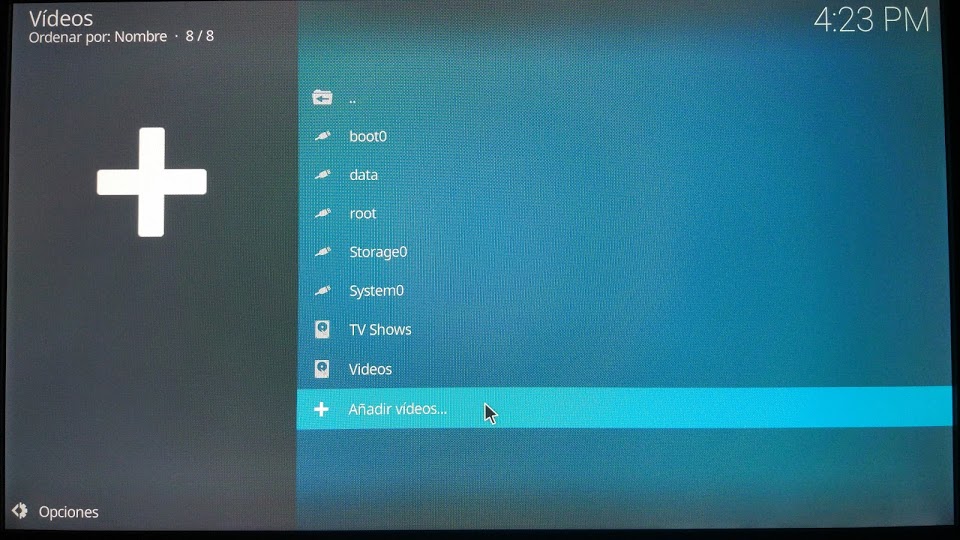 Vídeos
Ordenar por: Nombre · 8 / 8
4:23 PM
..
boot0
data
root
Storage0
System0
TV Shows
Videos
Añadir vídeos...
Opciones